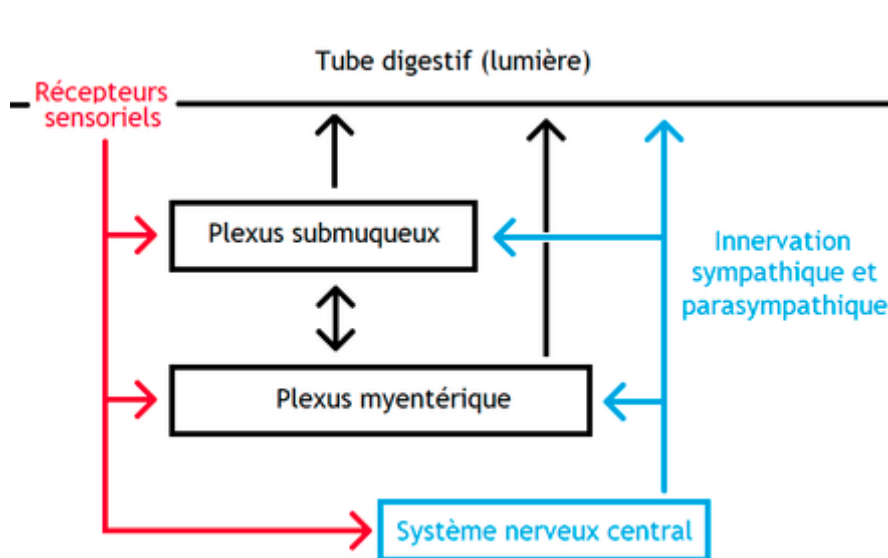 Tube digestif (lumière)
Récepteurs
sensoriels
Plexus submuqueux
Innervation
sympathique et
parasympathique
Plexus myentérique
Système nerveux central